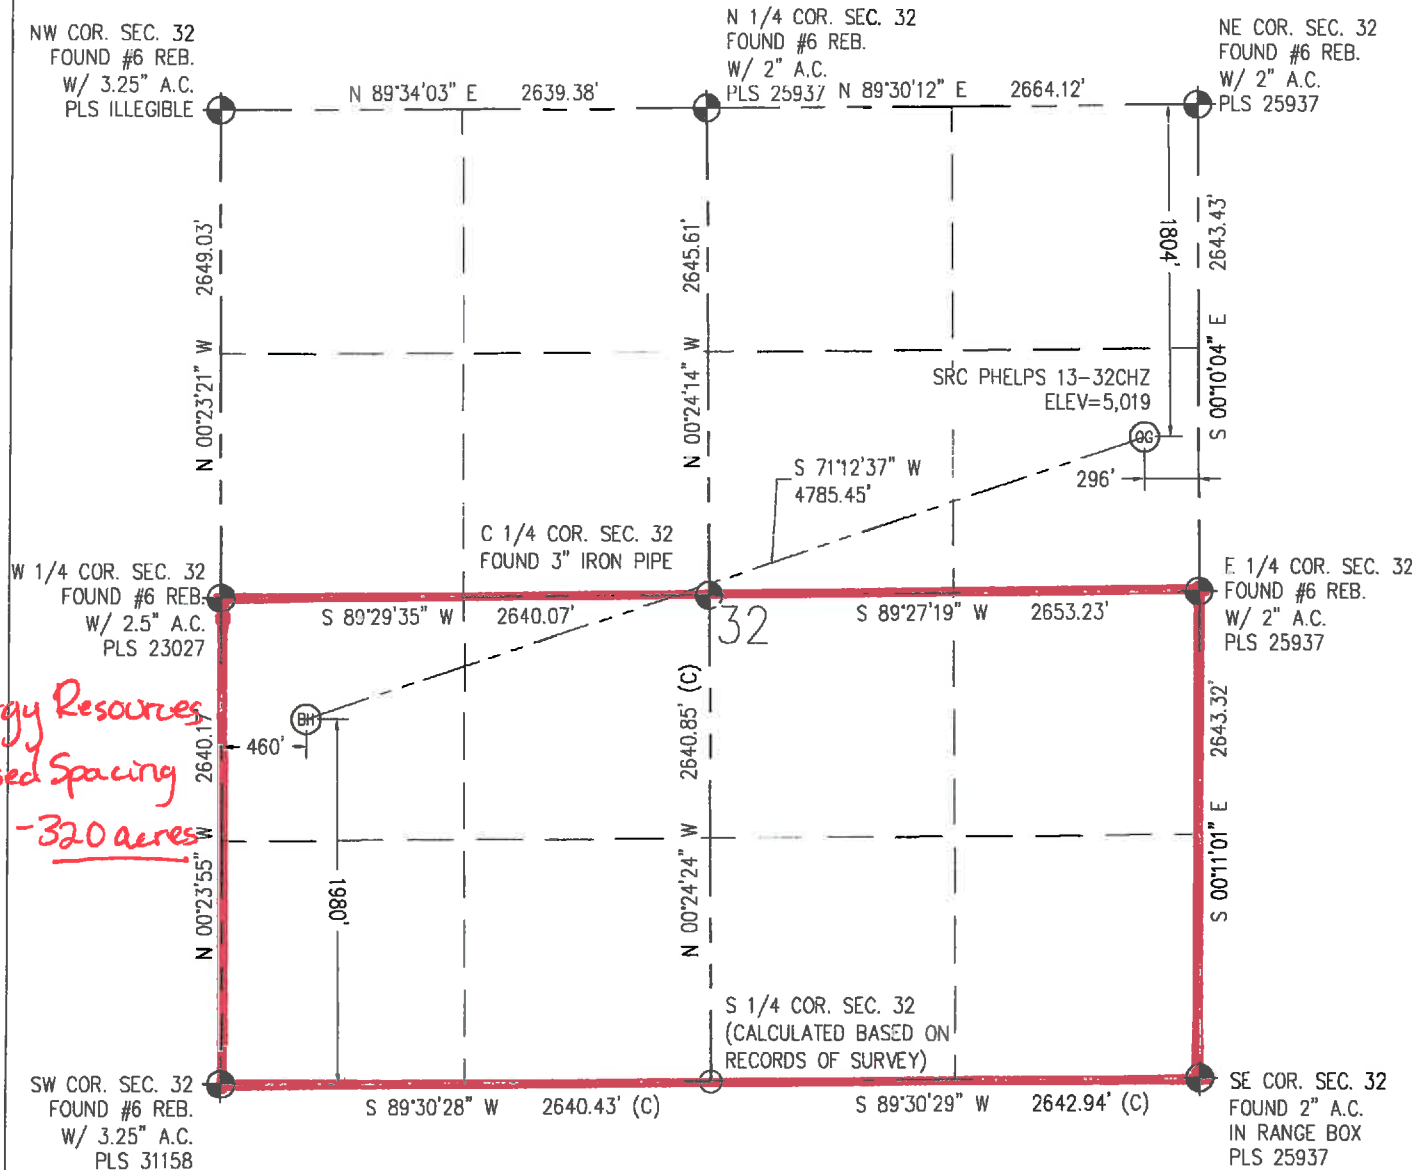 NW COR. SEC. 32
FOUND #6 REB.
W/ 3.25" A.C.
PLS ILLEGIBLE
N 89°34'03" E 2639.38'
N 1/4 COR. SEC. 32
FOUND #6 REB.
W/ 2" A.C.
PLS 25937
N 89°30'12" E 2664.12'
NE COR. SEC. 32
FOUND #6 REB.
W/ 2" A.C.
PLS 25937
N 00°23'21" W 2649.03'
N 00°24'14" W 2645.61'
1804'
S 00°10'04" E 2643.43'
SRC PHELPS 13-32CHZ
ELEV=5,019
S 71°12'37" W
4785.45'
296'
C 1/4 COR. SEC. 32
FOUND 3" IRON PIPE
W 1/4 COR. SEC. 32
FOUND #6 REB.
W/ 2.5" A.C.
PLS 23027
S 89°29'35" W 2640.07'
32
S 89°27'19" W 2653.23'
E 1/4 COR. SEC. 32
FOUND #6 REB.
W/ 2" A.C.
PLS 25937
rgy Resources
sed Spacing
-320 acres
BH
460'
N 00°23'55" W 2640.17'
1980'
N 00°24'24" W 2640.85' (C)
S 00°11'01" E 2643.32'
S 1/4 COR. SEC. 32
(CALCULATED BASED ON
RECORDS OF SURVEY)
SW COR. SEC. 32
FOUND #6 REB.
W/ 3.25" A.C.
PLS 31158
S 89°30'28" W 2640.43' (C)
S 89°30'29" W 2642.94' (C)
SE COR. SEC. 32
FOUND 2" A.C.
IN RANGE BOX
PLS 25937